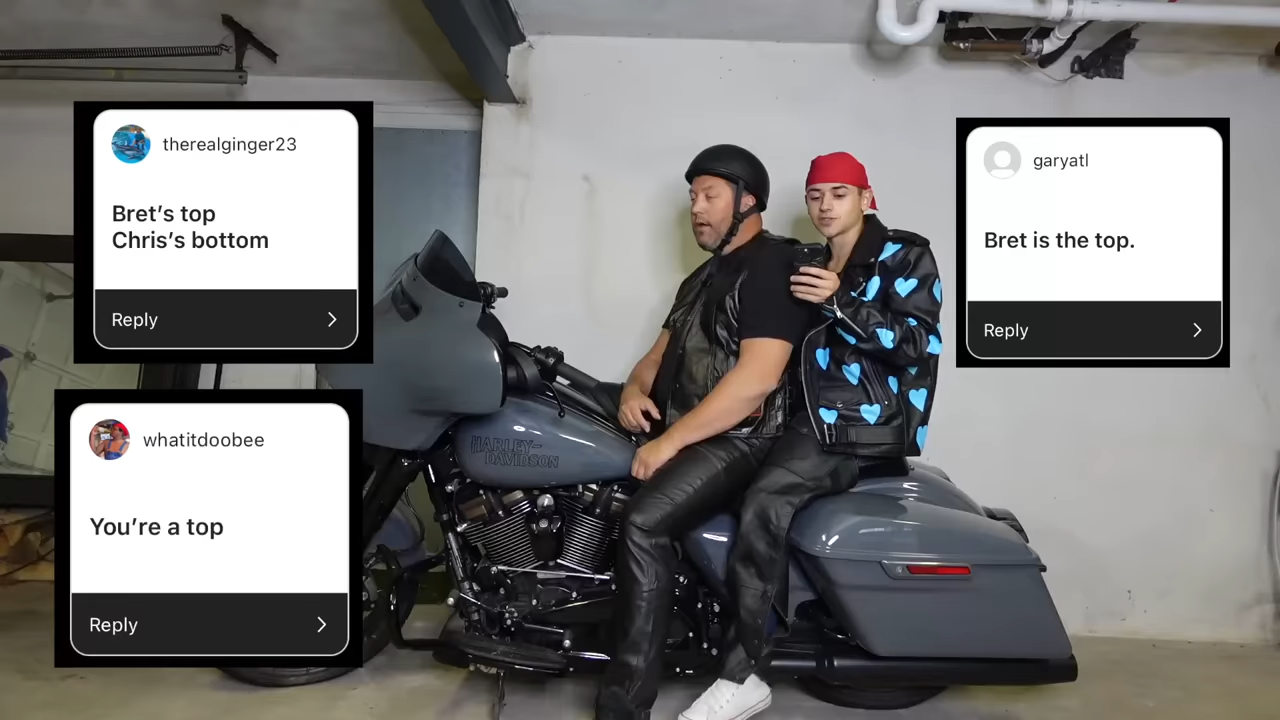 therealginger23
Bret’s top
Chris’s bottom
Reply
whatitdoobee
You’re a top
Reply
HARLEY-
DAVIDSON
garyatl
Bret is the top.
Reply